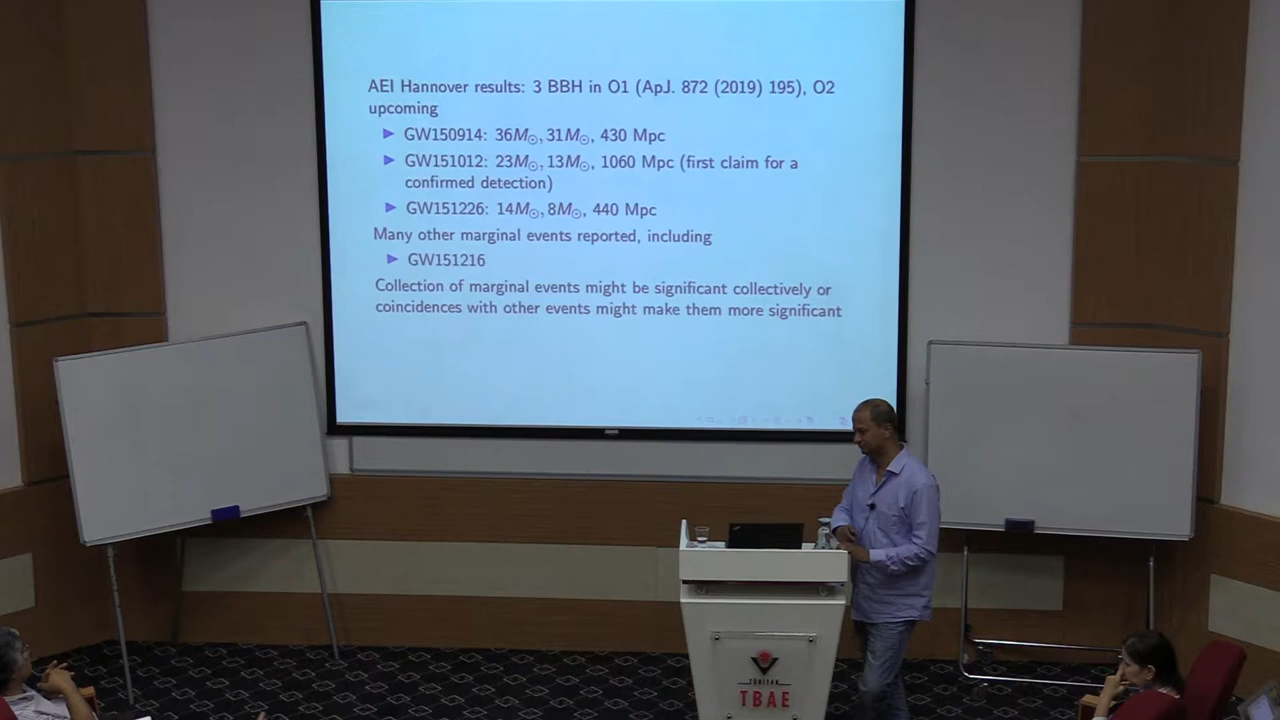 AEI Hannover results: 3 BBH in O1 (ApJ. 872 (2019) 195), O2
upcoming
▶ GW150914: 36M⊙, 31M⊙, 430 Mpc
▶ GW151012: 23M⊙, 13M⊙, 1060 Mpc (first claim for a
confirmed detection)
▶ GW151226: 14M⊙, 8M⊙, 440 Mpc
Many other marginal events reported, including
▶ GW151216
Collection of marginal events might be significant collectively or
coincidences with other events might make them more significant
TÜBİTAK
TBAE